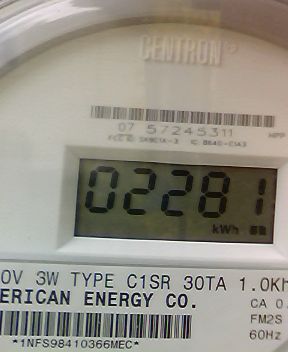 CENTRON
07 57245311
02281
kWh
0V 3W TYPE C1SR 30TA 1.0Kh
ERICAN ENERGY CO.
CA 0.
FM2S
60Hz
*1NFS98410366MEC*